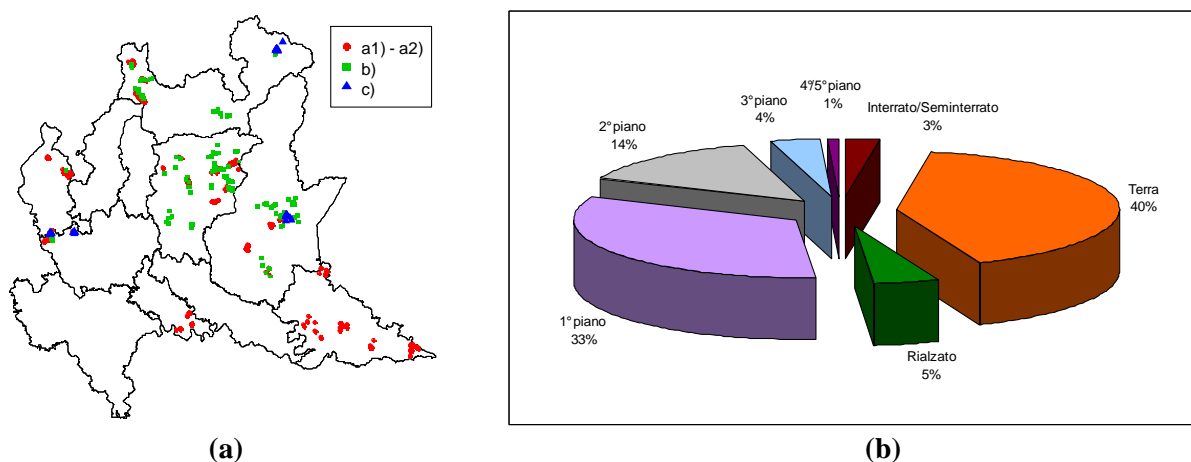 a1) - a2)
b)
c)
(a)
4°/5° piano
1%
3° piano
4%
Interrato/Seminterrato
3%
2° piano
14%
Terra
40%
1° piano
33%
Rialzato
5%
(b)